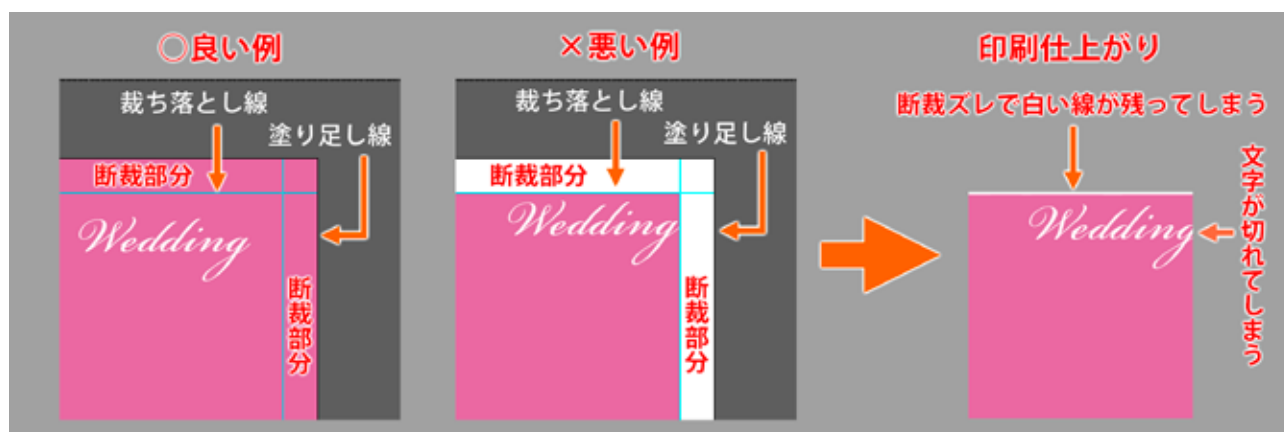 ○良い例
裁ち落とし線
塗り足し線
断裁部分
Wedding
断裁部分
×悪い例
裁ち落とし線
塗り足し線
断裁部分
Wedding
断裁部分
印刷仕上がり
断裁ズレで白い線が残ってしまう
Wedding
文字が切れてしまう